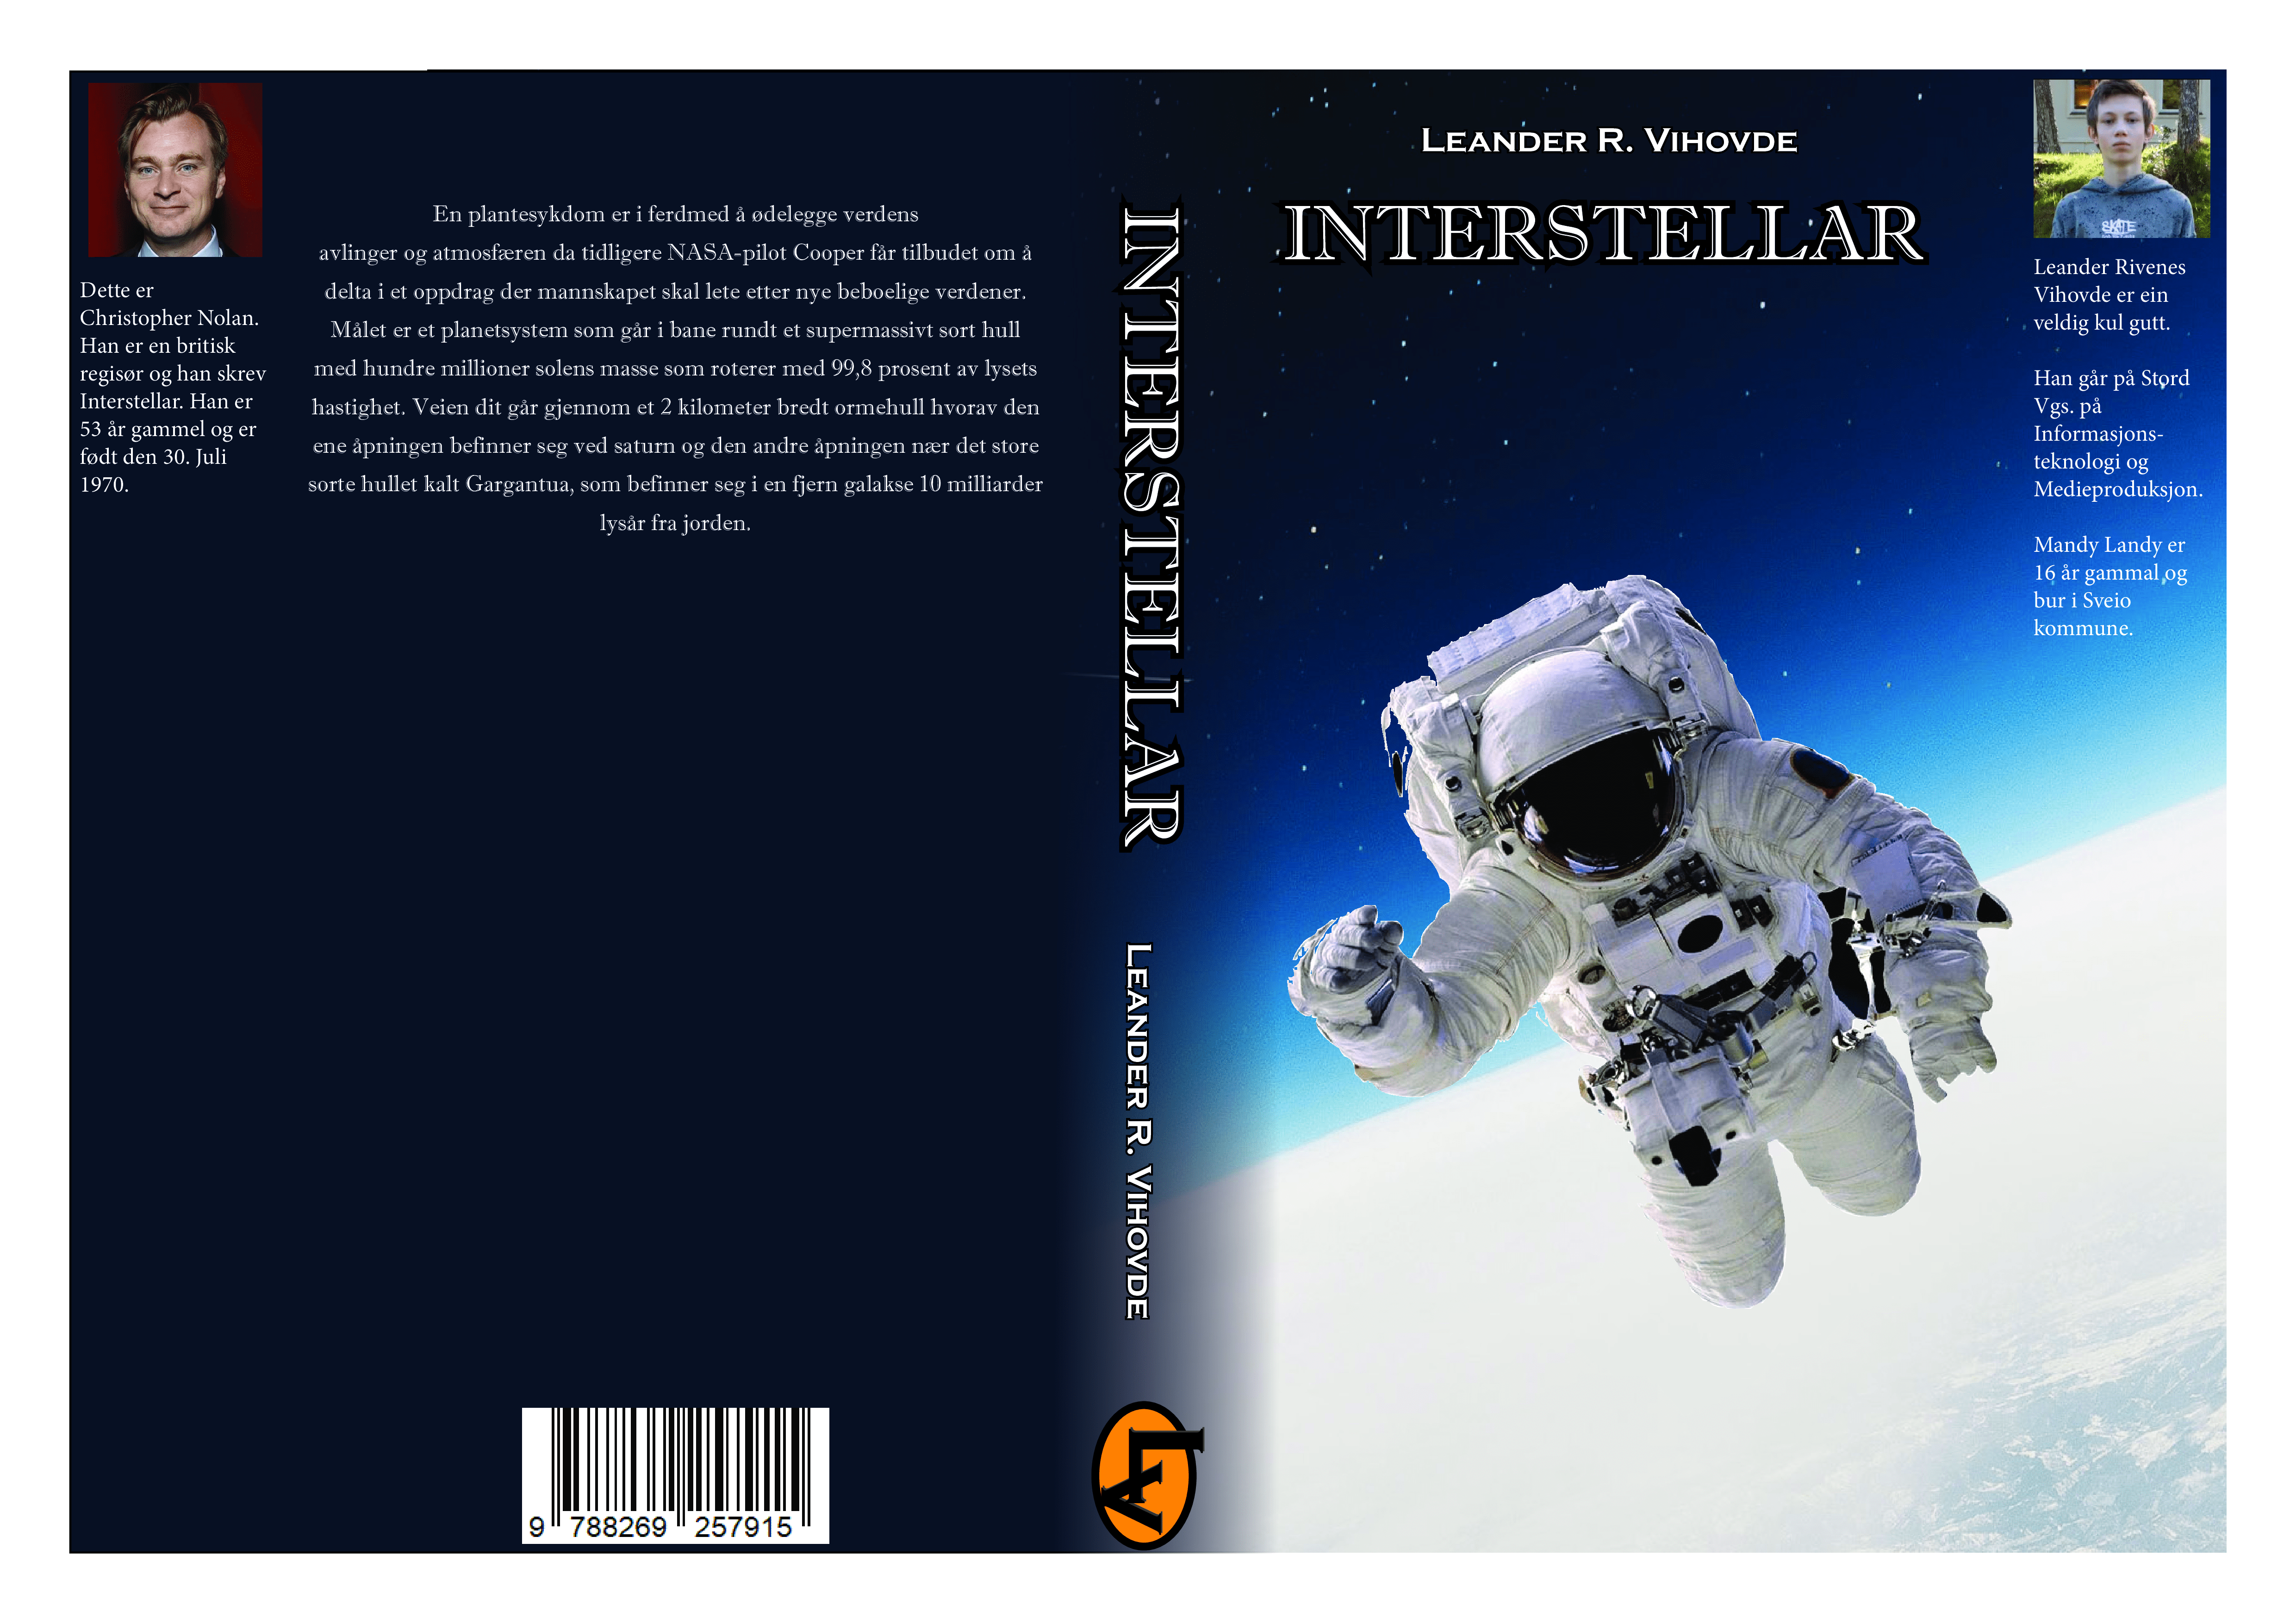 Dette er
Christopher Nolan.
Han er en britisk
regisør og han skrev
Interstellar. Han er
53 år gammel og er
født den 30. Juli
1970.
En plantesykdom er i ferdmed å ødelegge verdens
avlinger og atmosfæren da tidligere NASA-pilot Cooper får tilbudet om å
delta i et oppdrag der mannskapet skal lete etter nye beboelige verdener.
Målet er et planetsystem som går i bane rundt et supermassivt sort hull
med hundre millioner solens masse som roterer med 99,8 prosent av lysets
hastighet. Veien dit går gjennom et 2 kilometer bredt ormehull hvorav den
ene åpningen befinner seg ved saturn og den andre åpningen nær det store
sorte hullet kalt Gargantua, som befinner seg i en fjern galakse 10 milliarder
lysår fra jorden.
9 788269 257915
INTERSTELLAR
LEANDER R. VIHOVDE
LV
LEANDER R. VIHOVDE
INTERSTELLAR
SKATE
Leander Rivenes
Vihovde er ein
veldig kul gutt.
Han går på Stord
Vgs. på
Informasjons-
teknologi og
Medieproduksjon.
Mandy Landy er
16 år gammal og
bur i Sveio
kommune.